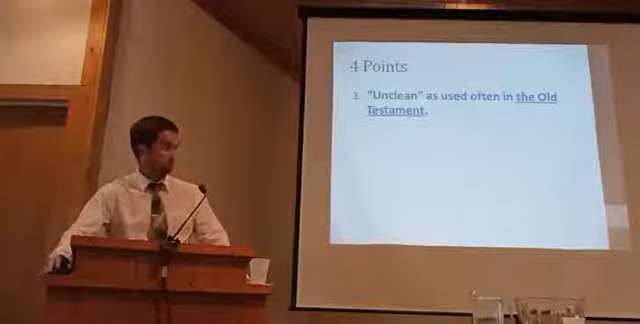 4 Points
1. "Unclean" as used often in the Old
Testament.